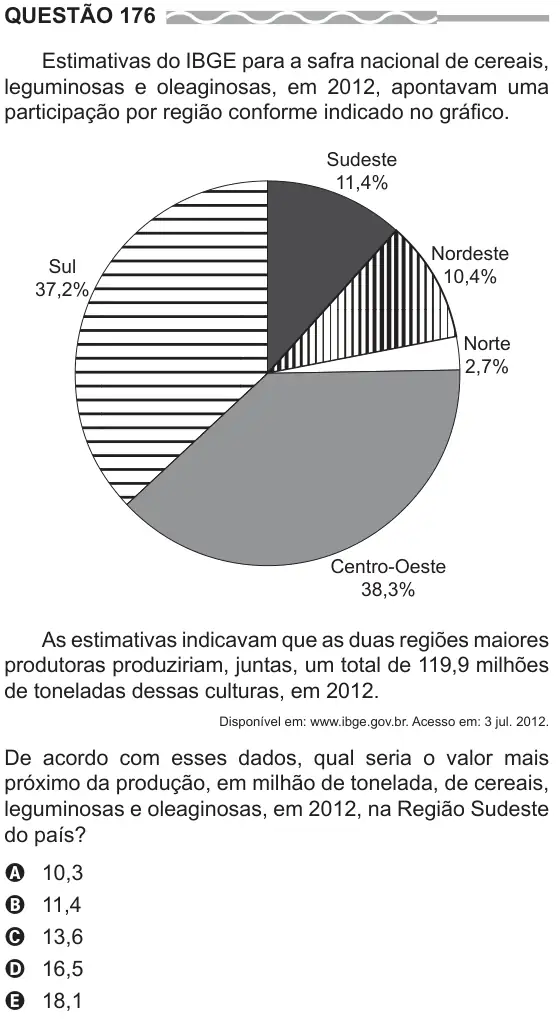 QUESTÃO 176
Estimativas do IBGE para a safra nacional de cereais,
leguminosas e oleaginosas, em 2012, apontavam uma
participação por região conforme indicado no gráfico.
Sudeste
11,4%
Nordeste
10,4%
Sul
37,2%
Norte
2,7%
Centro-Oeste
38,3%
As estimativas indicavam que as duas regiões maiores
produtoras produziriam, juntas, um total de 119,9 milhões
de toneladas dessas culturas, em 2012.
Disponível em: www.ibge.gov.br. Acesso em: 3 jul. 2012.
De acordo com esses dados, qual seria o valor mais
próximo da produção, em milhão de tonelada, de cereais,
leguminosas e oleaginosas, em 2012, na Região Sudeste
do país?
A 10,3
B 11,4
C 13,6
D 16,5
E 18,1